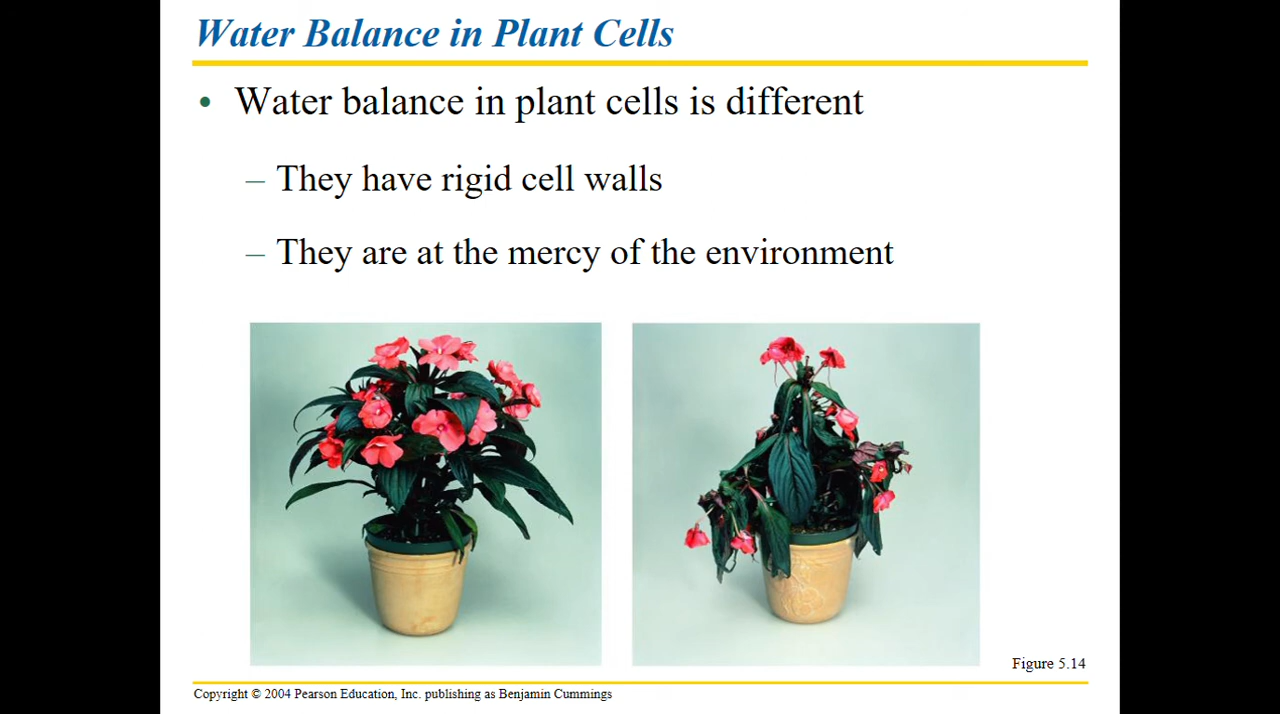 Water Balance in Plant Cells
• Water balance in plant cells is different
– They have rigid cell walls
– They are at the mercy of the environment
Figure 5.14
Copyright © 2004 Pearson Education, Inc. publishing as Benjamin Cummings